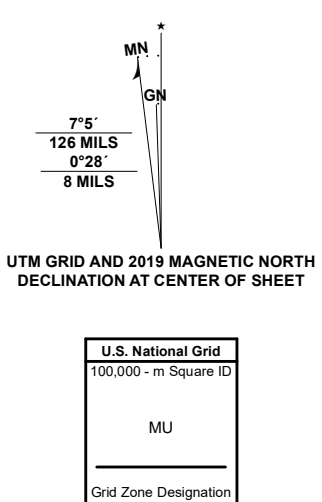 MN
GN
7°5´
126 MILS
0°28´
8 MILS
UTM GRID AND 2019 MAGNETIC NORTH
DECLINATION AT CENTER OF SHEET
U.S. National Grid
100,000 - m Square ID
MU
Grid Zone Designation